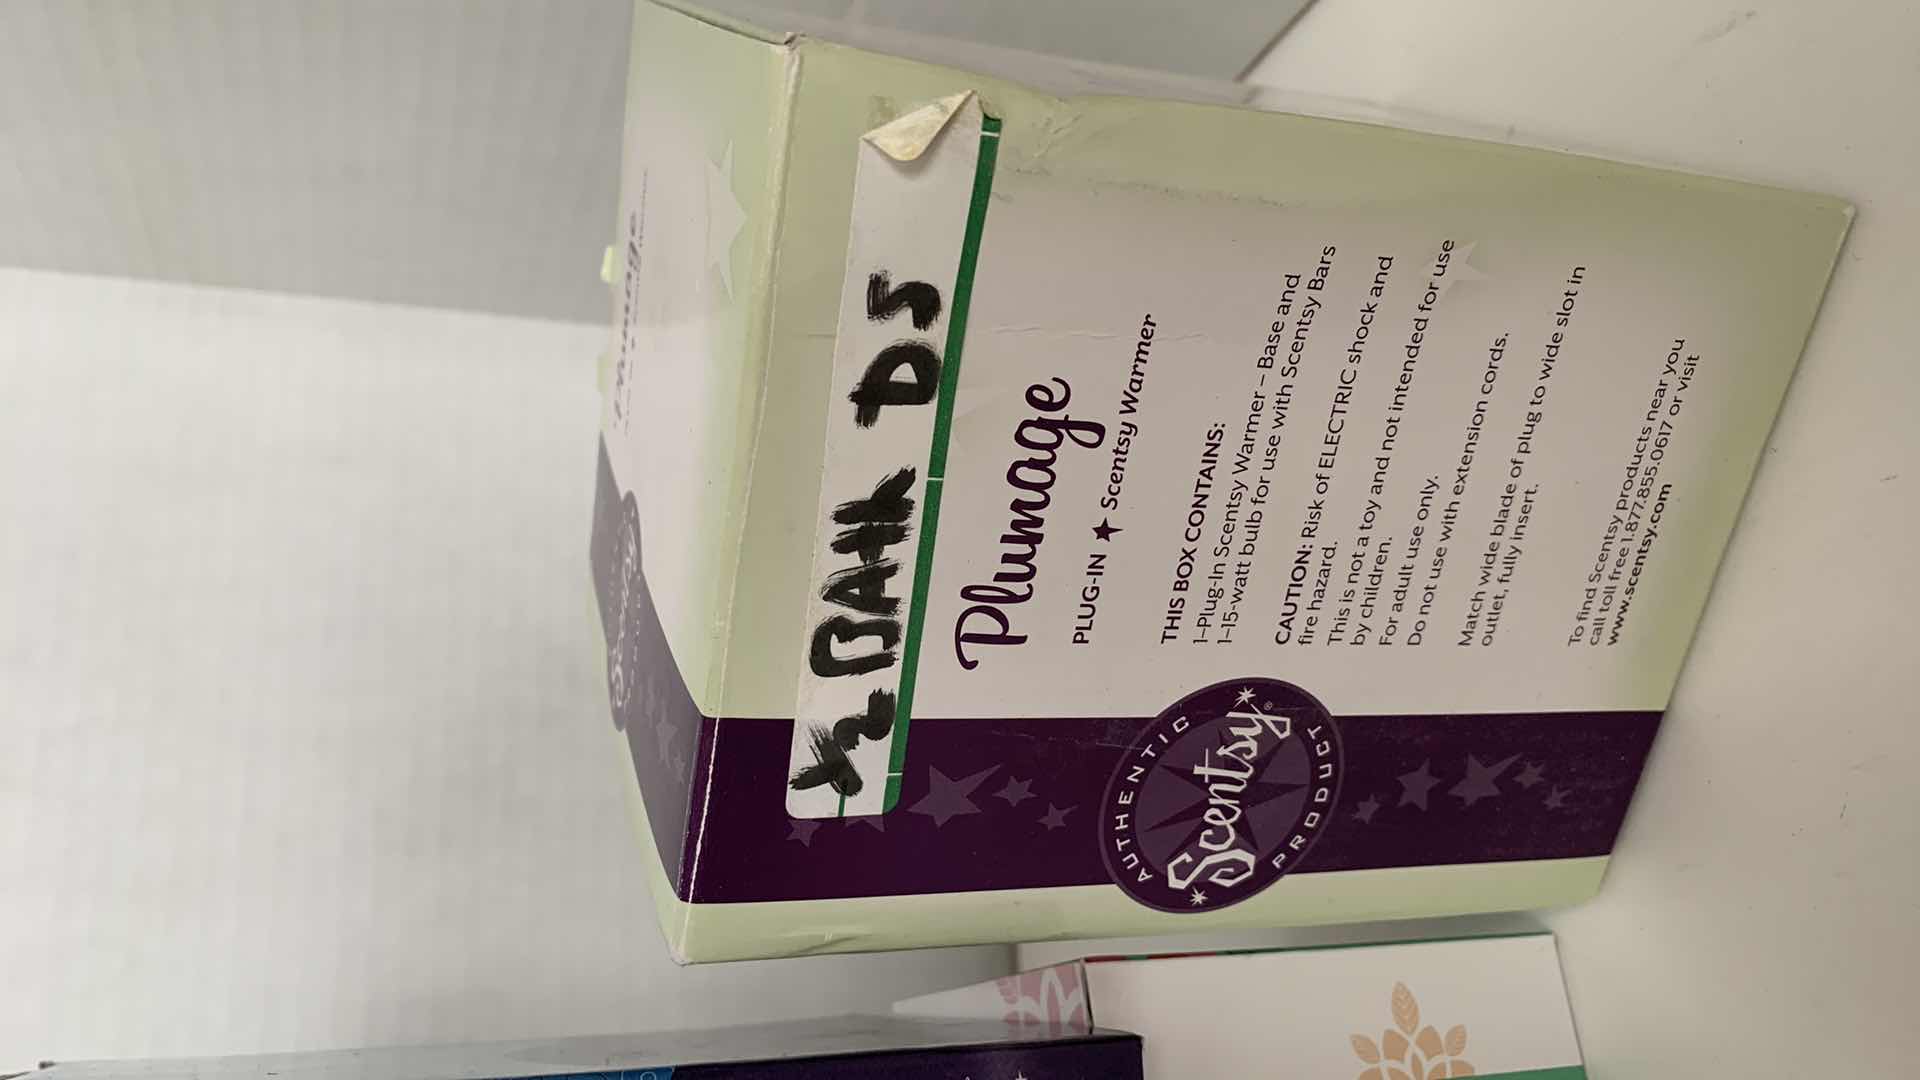 Plumage
PLUG-IN ★ Scentsy Warmer
THIS BOX CONTAINS:
1–Plug-In Scentsy Warmer – Base and
1–15-watt bulb for use with Scentsy Bars
CAUTION: Risk of ELECTRIC shock and
fire hazard.
This is not a toy and not intended for use
by children.
For adult use only.
Do not use with extension cords.
Match wide blade of plug to wide slot in
outlet, fully insert.
To find Scentsy products near you
call toll free 1.877.855.0617 or visit
www.scentsy.com
AUTHENTIC
Scentsy®
PRODUCT
Plumage
Scentsy